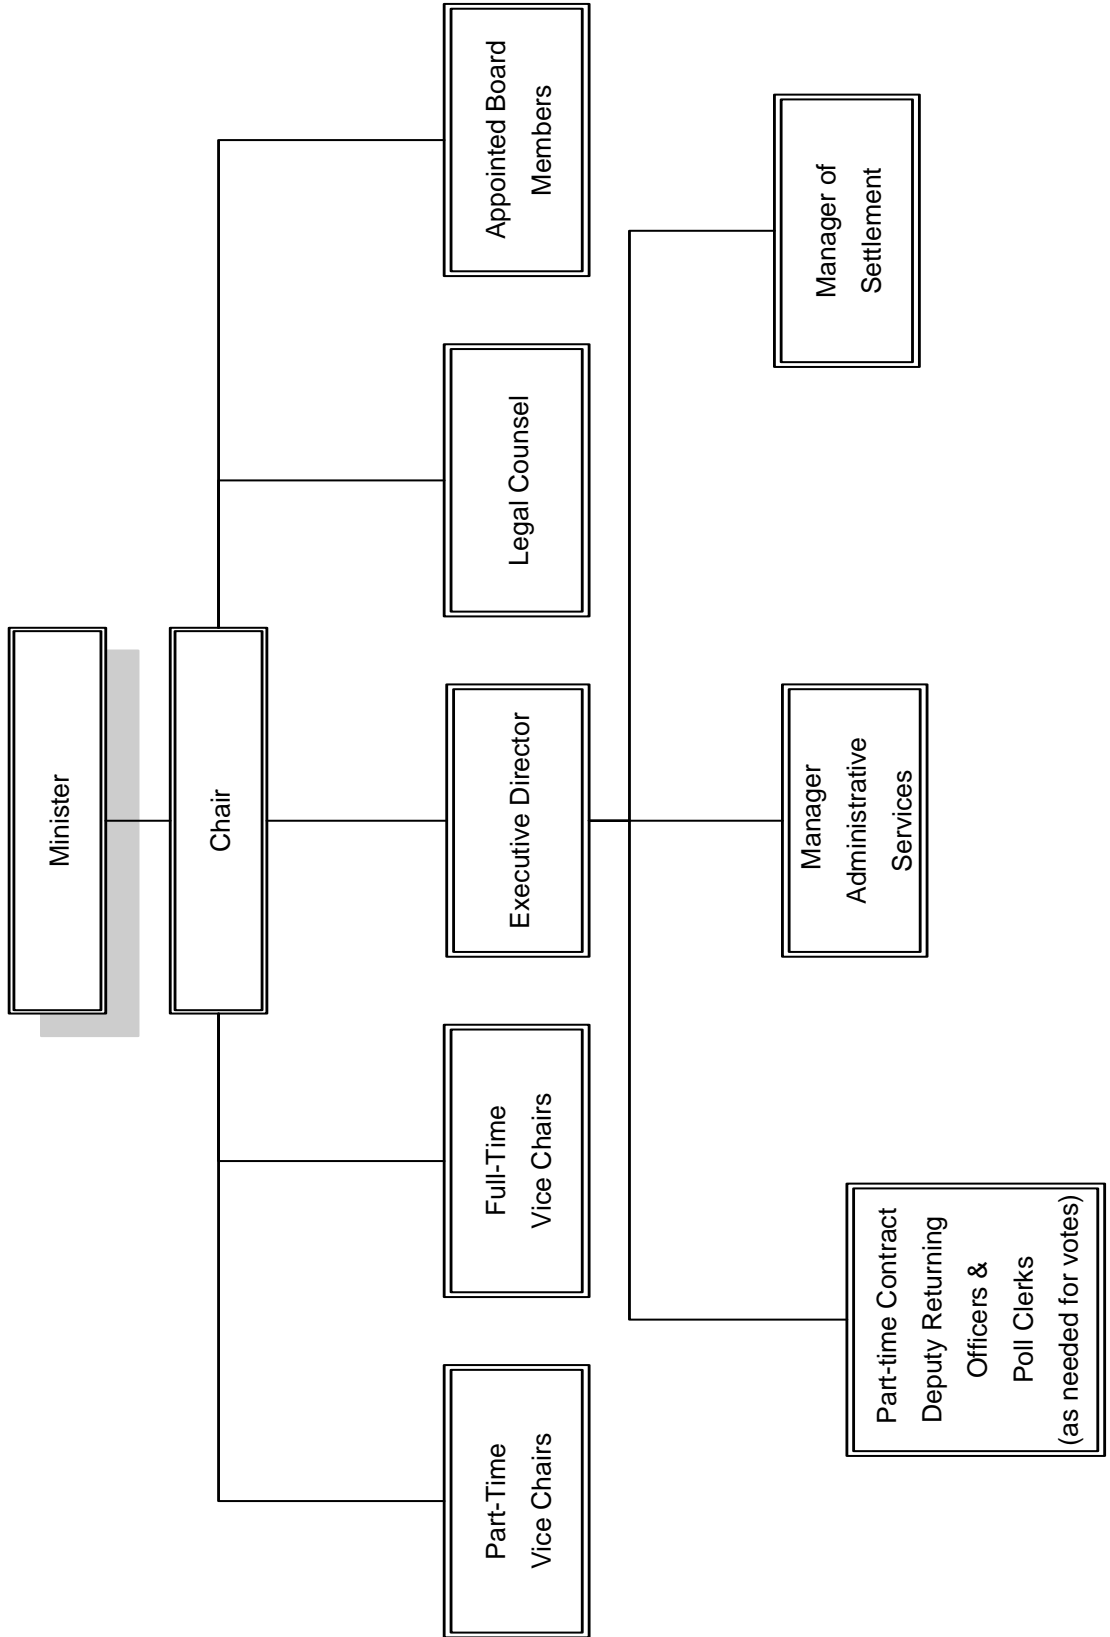 Minister
Chair
Part-Time
Vice Chairs
Full-Time
Vice Chairs
Executive Director
Legal Counsel
Appointed Board
Members
Part-time Contract
Deputy Returning
Officers &
Poll Clerks
(as needed for votes)
Manager
Administrative
Services
Manager of
Settlement